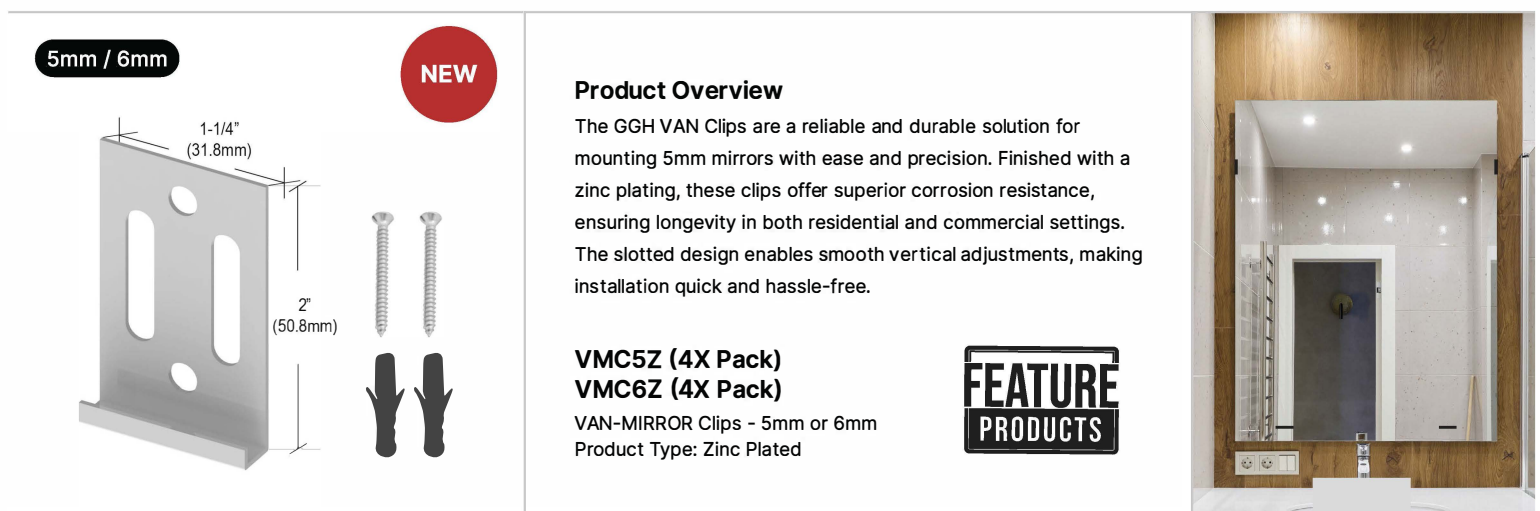 5mm / 6mm
NEW
1-1/4"
(31.8mm)
2"
(50.8mm)
Product Overview
The GGH VAN Clips are a reliable and durable solution for
mounting 5mm mirrors with ease and precision. Finished with a
zinc plating, these clips offer superior corrosion resistance,
ensuring longevity in both residential and commercial settings.
The slotted design enables smooth vertical adjustments, making
installation quick and hassle-free.
VMC5Z (4X Pack)
VMC6Z (4X Pack)
VAN-MIRROR Clips - 5mm or 6mm
Product Type: Zinc Plated
FEATURE
PRODUCTS